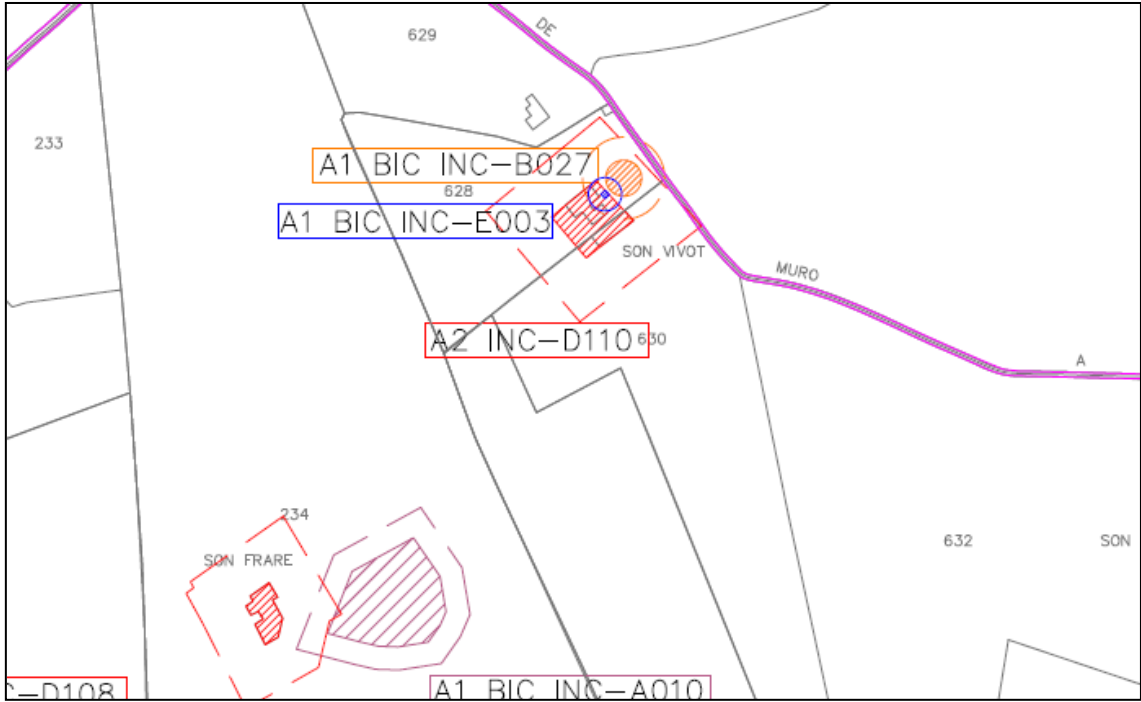 629
DE
233
A1 BIC INC-B027
628
A1 BIC INC-E003
SON VIVOT
MURO
A2 INC-D110
630
A
234
SON FRARE
632
SON
C-D108
A1 BIC INC-A010